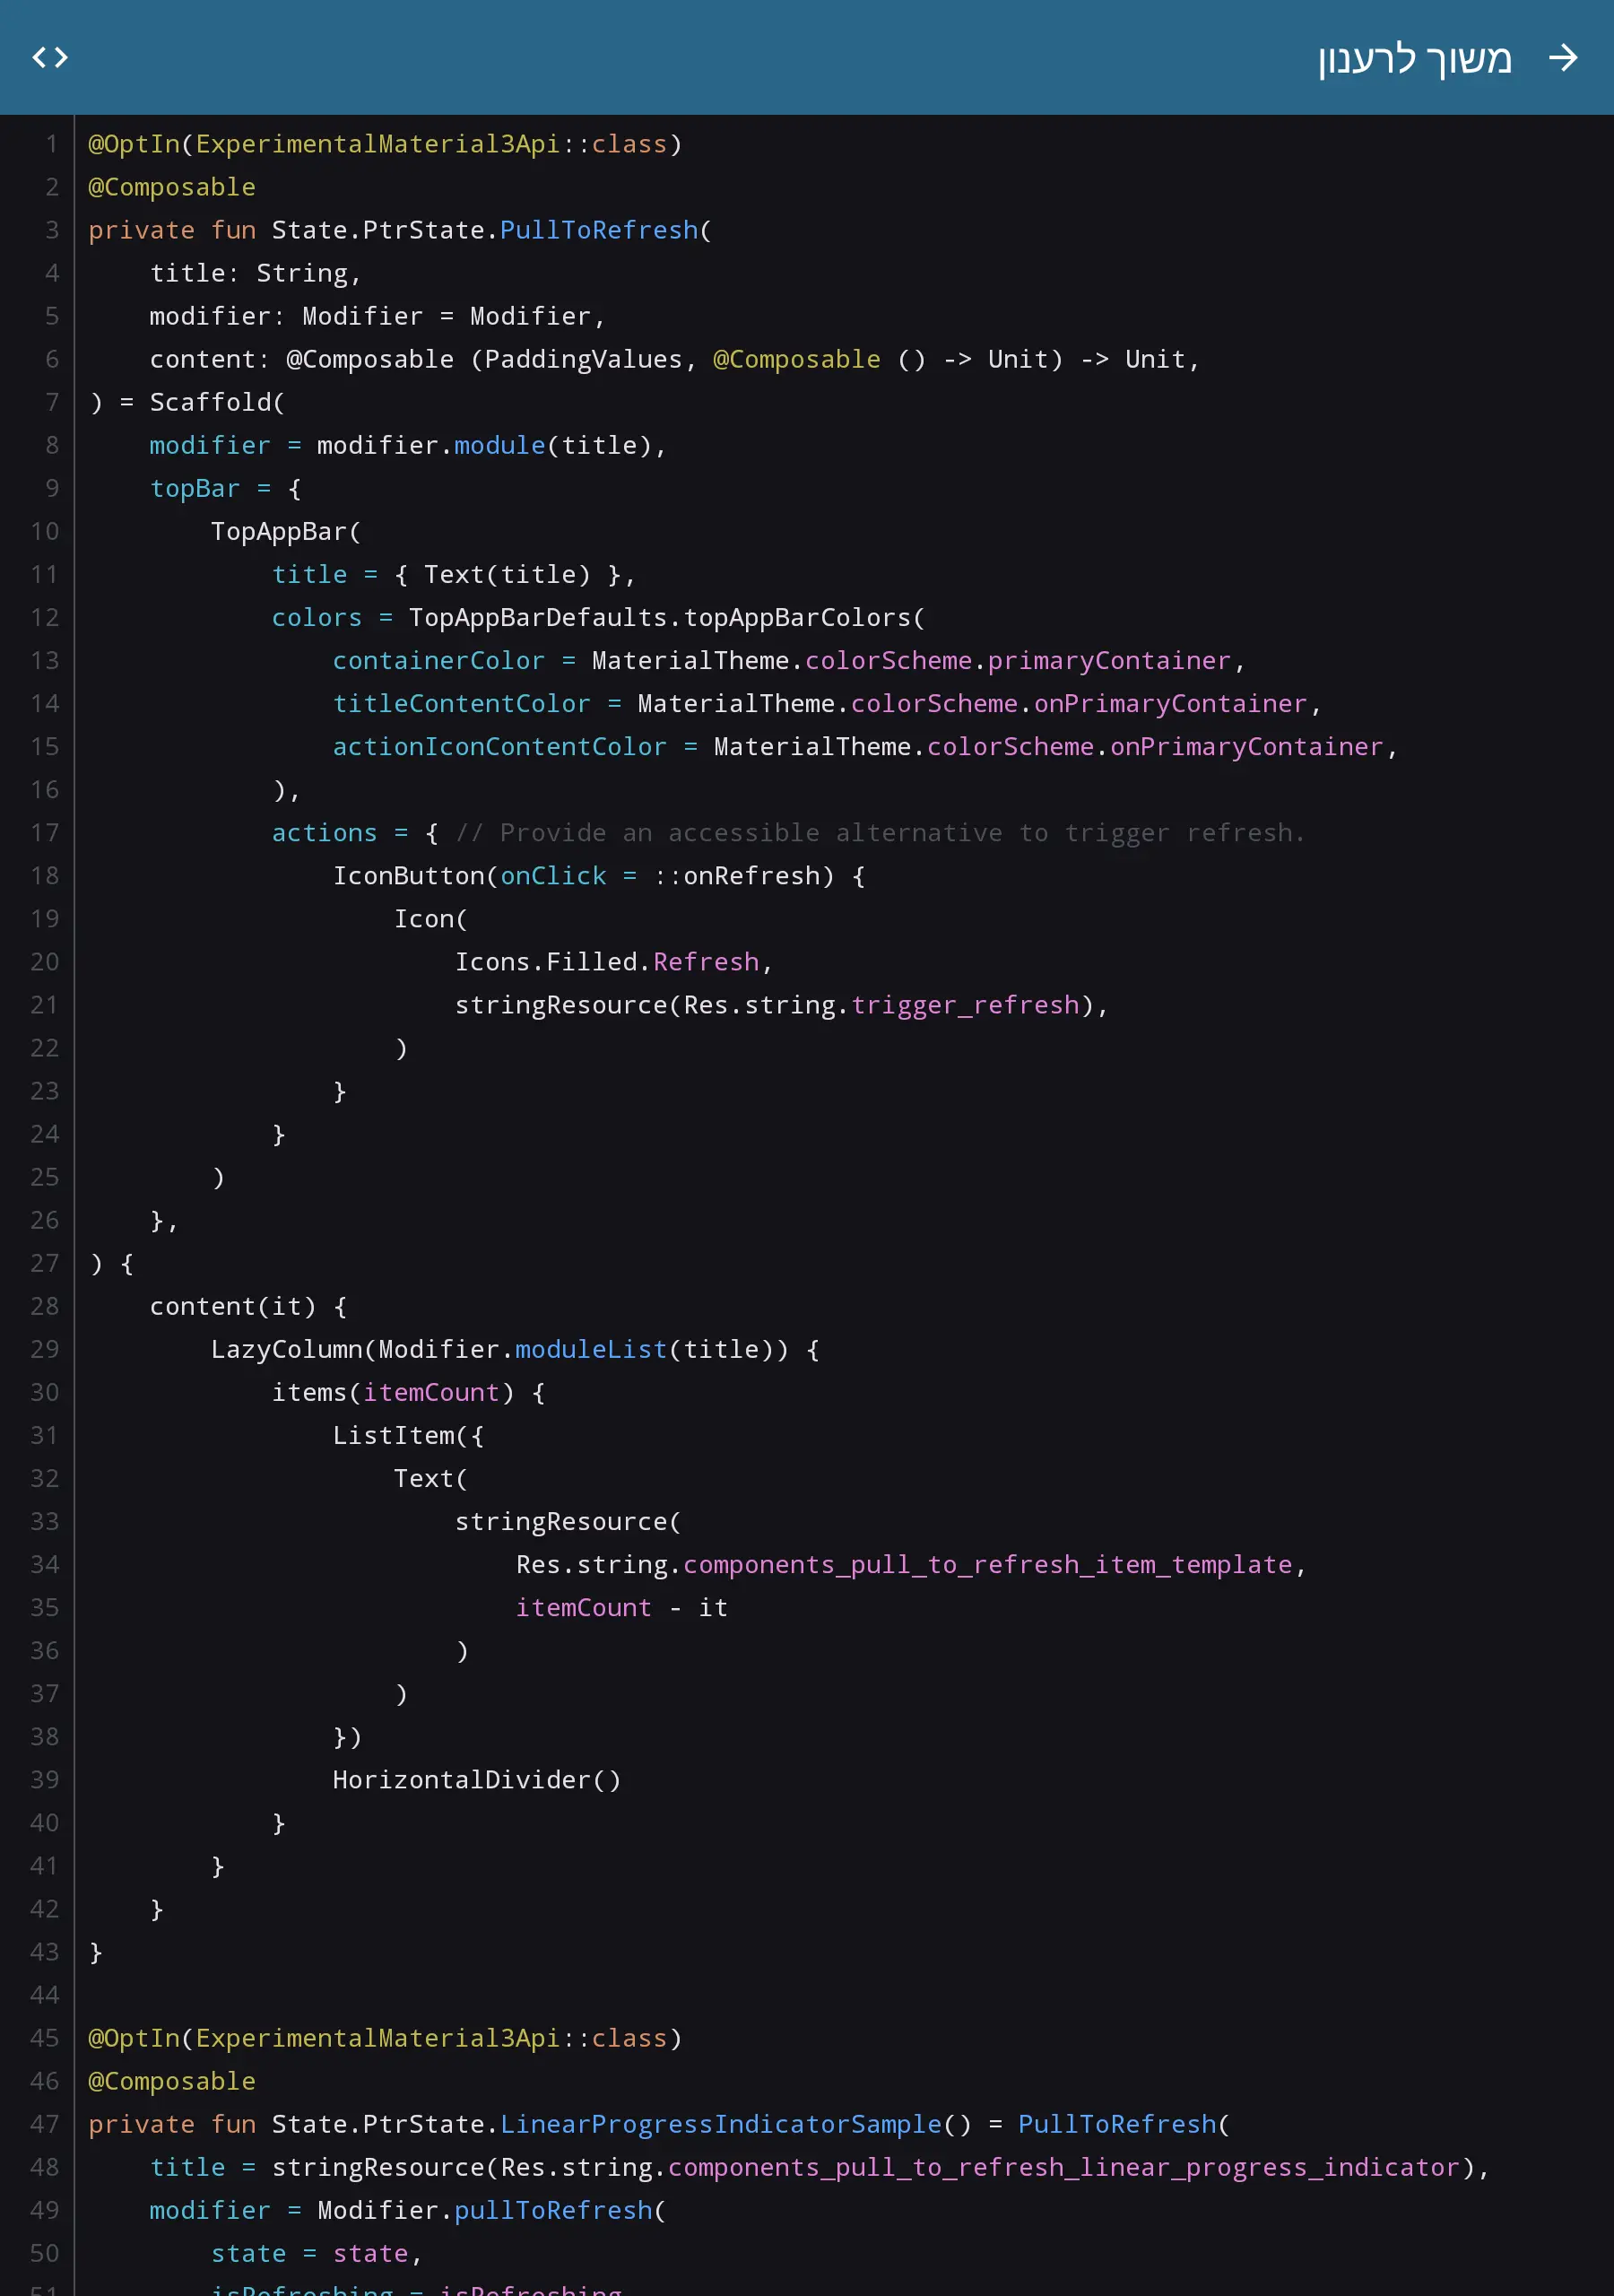 משוך לרענון
1 @OptIn(ExperimentalMaterial3Api::class)
2 @Composable
3 private fun State.PtrState.PullToRefresh(
4     title: String,
5     modifier: Modifier = Modifier,
6     content: @Composable (PaddingValues, @Composable () -> Unit) -> Unit,
7 ) = Scaffold(
8     modifier = modifier.module(title),
9     topBar = {
10         TopAppBar(
11             title = { Text(title) },
12             colors = TopAppBarDefaults.topAppBarColors(
13                 containerColor = MaterialTheme.colorScheme.primaryContainer,
14                 titleContentColor = MaterialTheme.colorScheme.onPrimaryContainer,
15                 actionIconContentColor = MaterialTheme.colorScheme.onPrimaryContainer,
16             ),
17             actions = { // Provide an accessible alternative to trigger refresh.
18                 IconButton(onClick = ::onRefresh) {
19                     Icon(
20                         Icons.Filled.Refresh,
21                         stringResource(Res.string.trigger_refresh),
22                     )
23                 }
24             }
25         )
26     },
27 ) {
28     content(it) {
29         LazyColumn(Modifier.moduleList(title)) {
30             items(itemCount) {
31                 ListItem({
32                     Text(
33                         stringResource(
34                             Res.string.components_pull_to_refresh_item_template,
35                             itemCount - it
36                         )
37                     )
38                 })
39                 HorizontalDivider()
40             }
41         }
42     }
43 }
44
45 @OptIn(ExperimentalMaterial3Api::class)
46 @Composable
47 private fun State.PtrState.LinearProgressIndicatorSample() = PullToRefresh(
48     title = stringResource(Res.string.components_pull_to_refresh_linear_progress_indicator),
49     modifier = Modifier.pullToRefresh(
50         state = state,
51         isRefreshing = isRefreshing